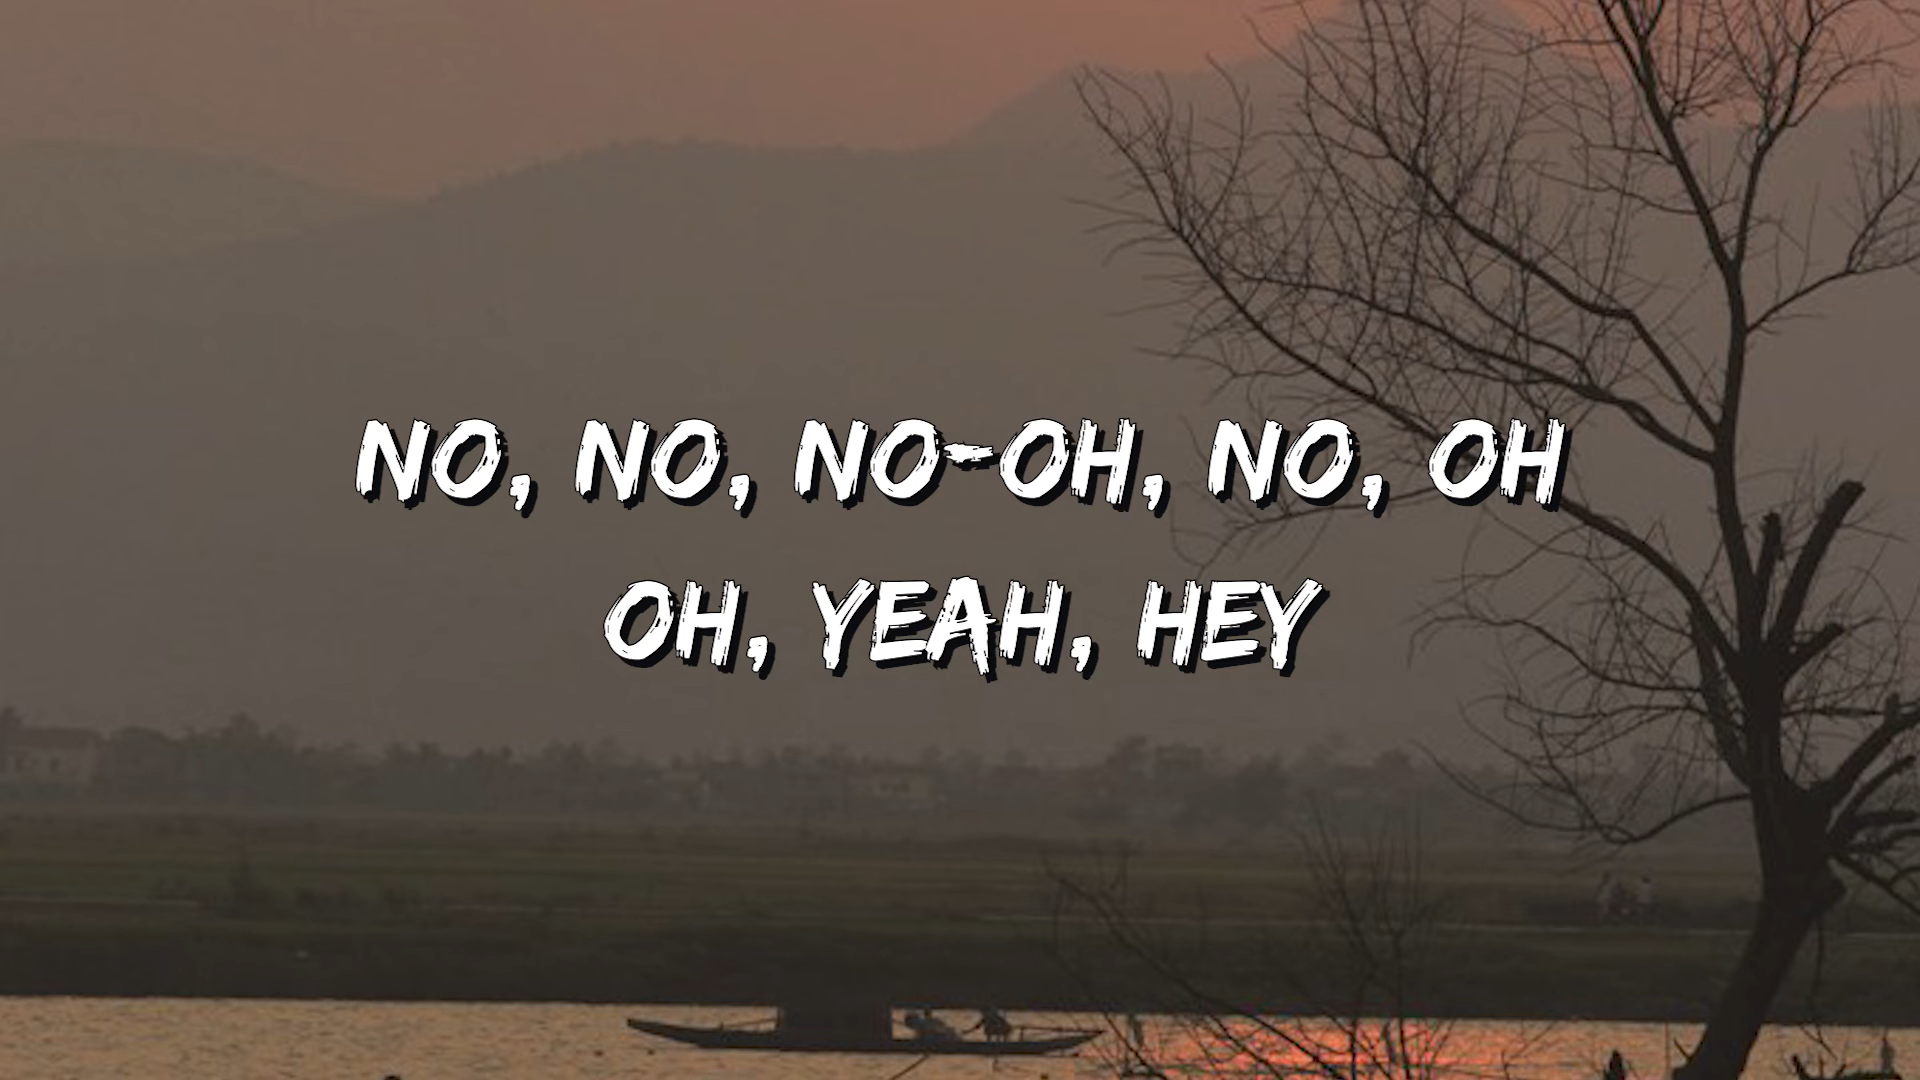 NO, NO, NO-OH, NO, OH
OH, YEAH, HEY